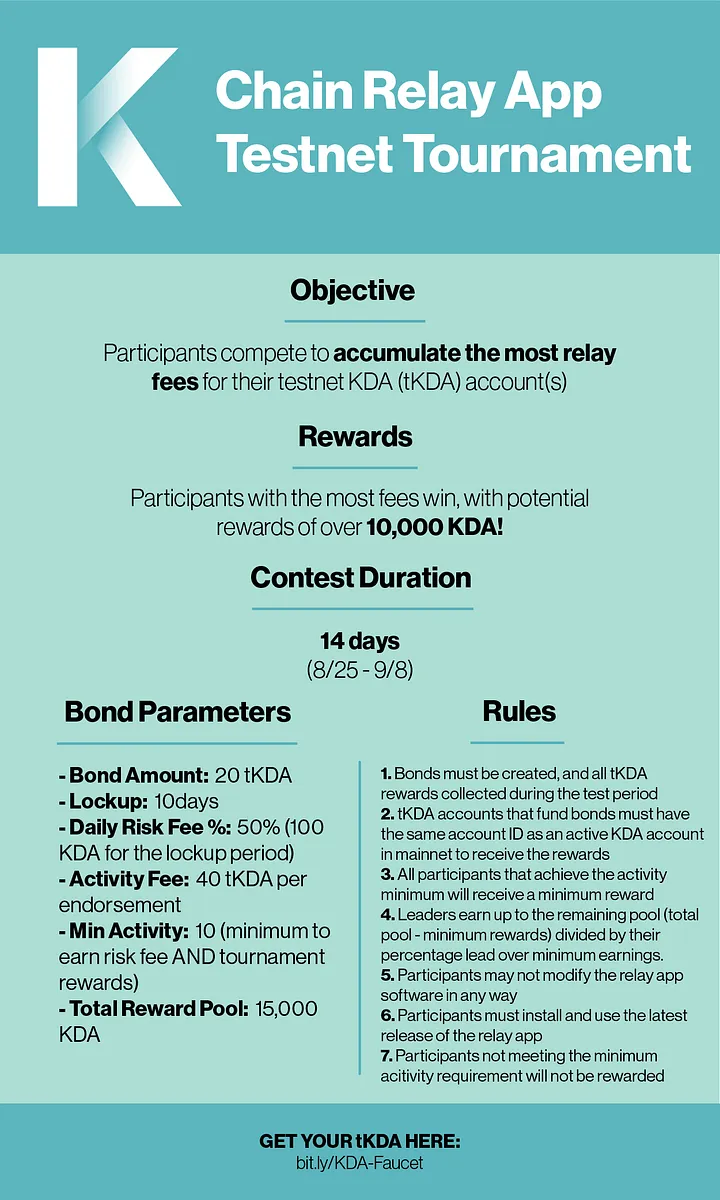 K
Chain Relay App
Testnet Tournament
Objective
Participants compete to accumulate the most relay
fees for their testnet KDA (tKDA) account(s)
Rewards
Participants with the most fees win, with potential
rewards of over 10,000 KDA!
Contest Duration
14 days
(8/25 - 9/8)
Bond Parameters
- Bond Amount: 20 tKDA
- Lockup: 10days
- Daily Risk Fee %: 50% (100
KDA for the lockup period)
- Activity Fee: 40 tKDA per
endorsement
- Min Activity: 10 (minimum to
earn risk fee AND tournament
rewards)
- Total Reward Pool: 15,000
KDA
Rules
1. Bonds must be created, and all tKDA
rewards collected during the test period
2. tKDA accounts that fund bonds must have
the same account ID as an active KDA account
in mainnet to receive the rewards
3. All participants that achieve the activity
minimum will receive a minimum reward
4. Leaders earn up to the remaining pool (total
pool - minimum rewards) divided by their
percentage lead over minimum earnings.
5. Participants may not modify the relay app
software in any way
6. Participants must install and use the latest
release of the relay app
7. Participants not meeting the minimum
acitivity requirement will not be rewarded
GET YOUR tKDA HERE:
bit.ly/KDA-Faucet